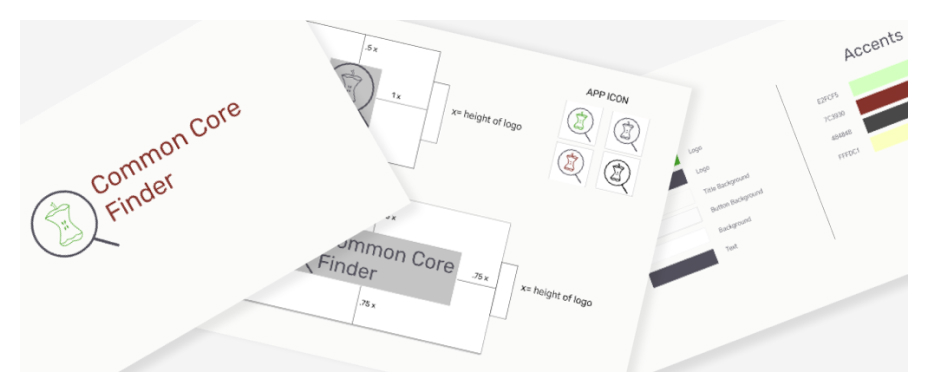 Common Core
Finder
.5 x
1 x
x= height of logo
APP ICON
ommon Core
Finder
.75 x
.75 x
x= height of logo
Logo
Logo
Title Background
Button Background
Background
Text
Accents
E2FCF5
7C3930
484848
FFFDC1